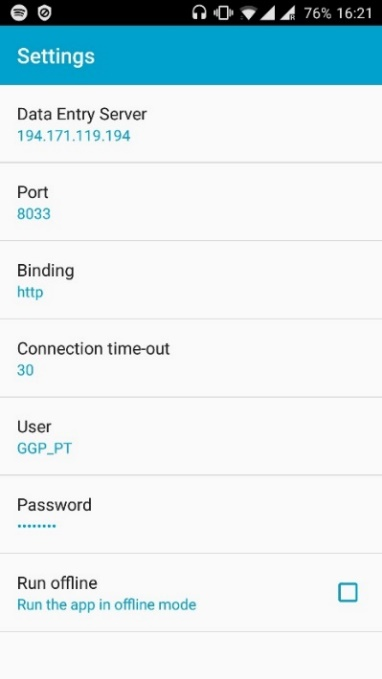 76% 16:21
Settings
Data Entry Server
194.171.119.194
Port
8033
Binding
http
Connection time-out
30
User
GGP_PT
Password
••••••••
Run offline
Run the app in offline mode